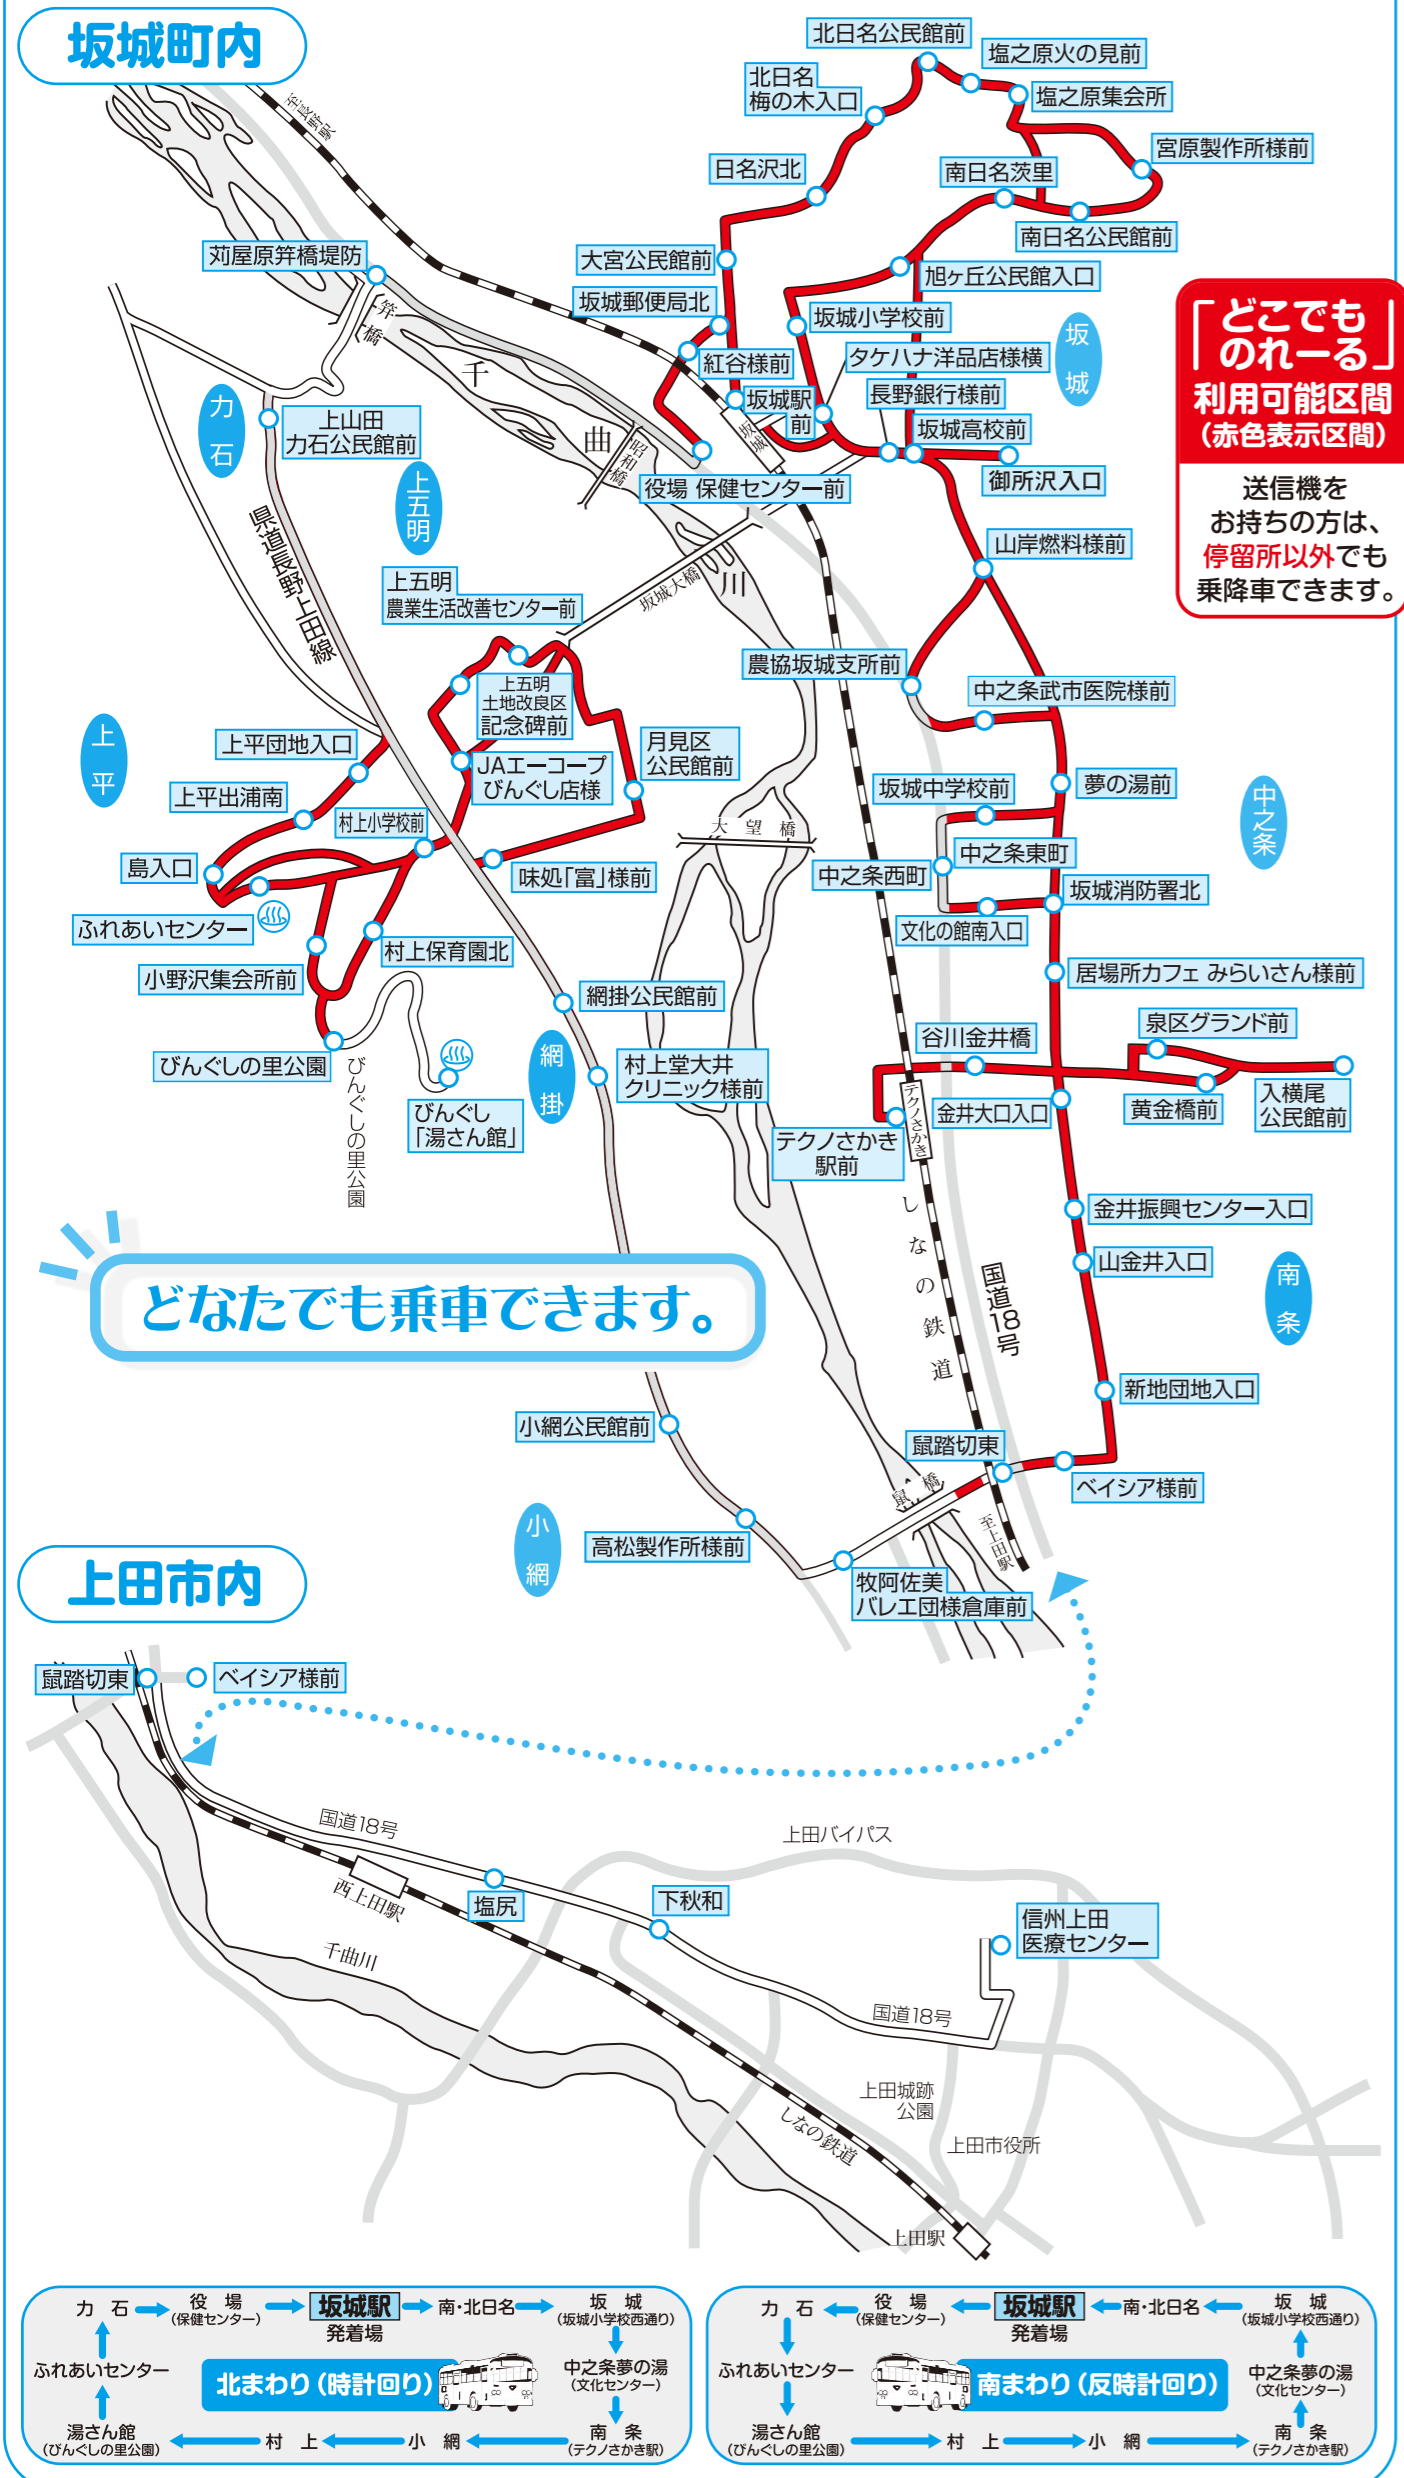 坂城町内
至長野駅
北日名公民館前
塩之原火の見前
北日名
梅の木入口
塩之原集会所
宮原製作所様前
日名沢北
南日名茨里
南日名公民館前
苅屋原笄橋堤防
大宮公民館前
旭ヶ丘公民館入口
坂城郵便局北
坂城小学校前
笄橋
紅谷様前
タケハナ洋品店様横
坂城
「どこでも
のれーる」
利用可能区間
(赤色表示区間)
送信機を
お持ちの方は、
停留所以外でも
乗降車できます。
千曲川
坂城駅
前
長野銀行様前
坂城高校前
力石
上山田
力石公民館前
坂城
昭和橋
役場 保健センター前
御所沢入口
上五明
県道長野上田線
山岸燃料様前
上五明
農業生活改善センター前
坂城大橋
農協坂城支所前
中之条武市医院様前
上五明
土地改良区
記念碑前
上平
上平団地入口
JAエーコープ
びんぐし店様
月見区
公民館前
坂城中学校前
夢の湯前
上平出浦南
村上小学校前
大望橋
中之条
中之条東町
島入口
味処「富」様前
中之条西町
坂城消防署北
ふれあいセンター
文化の館南入口
小野沢集会所前
村上保育園北
居場所カフェ みらいさん様前
網掛公民館前
泉区グランド前
谷川金井橋
びんぐしの里公園
びんぐしの里公園
網掛
村上堂大井
クリニック様前
びんぐし
「湯さん館」
テクノさかき
金井大口入口
黄金橋前
入横尾
公民館前
テクノさかき
駅前
金井振興センター入口
しなの鉄道
国道18号
山金井入口
南条
どなたでも乗車できます。
新地団地入口
小網公民館前
鼠踏切東
鼠橋
ベイシア様前
小網
高松製作所様前
至上田駅
牧阿佐美
バレエ団様倉庫前
上田市内
鼠踏切東
ベイシア様前
国道18号
上田バイパス
西上田駅
塩尻
下秋和
信州上田
医療センター
千曲川
国道18号
上田城跡
公園
しなの鉄道
上田市役所
上田駅
力石
役場
(保健センター)
坂城駅
発着場
南・北日名
坂城
(坂城小学校西通り)
ふれあいセンター
北まわり(時計回り)
中之条夢の湯
(文化センター)
湯さん館
(びんぐしの里公園)
村上
小網
南条
(テクノさかき駅)
力石
役場
(保健センター)
坂城駅
発着場
南・北日名
坂城
(坂城小学校西通り)
ふれあいセンター
南まわり(反時計回り)
中之条夢の湯
(文化センター)
湯さん館
(びんぐしの里公園)
村上
小網
南条
(テクノさかき駅)